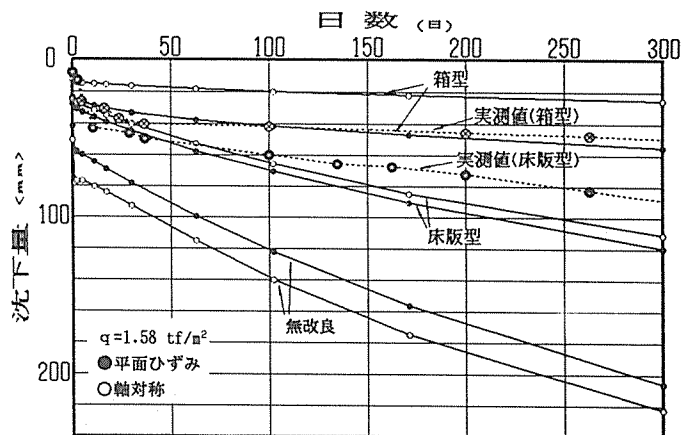 日数 (日)
0 50 100 150 200 250 300
0
箱型
実測値(箱型)
実測値(床版型)
床版型
100
沈下量 (mm)
無改良
q=1.58 tf/m²
平面ひずみ
200
軸対称